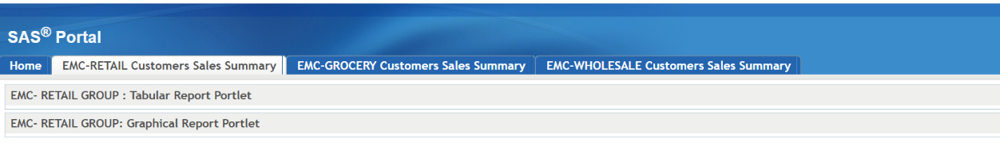 SAS® Portal
Home EMC-RETAIL Customers Sales Summary EMC-GROCERY Customers Sales Summary EMC-WHOLESALE Customers Sales Summary
EMC- RETAIL GROUP : Tabular Report Portlet
EMC- RETAIL GROUP: Graphical Report Portlet